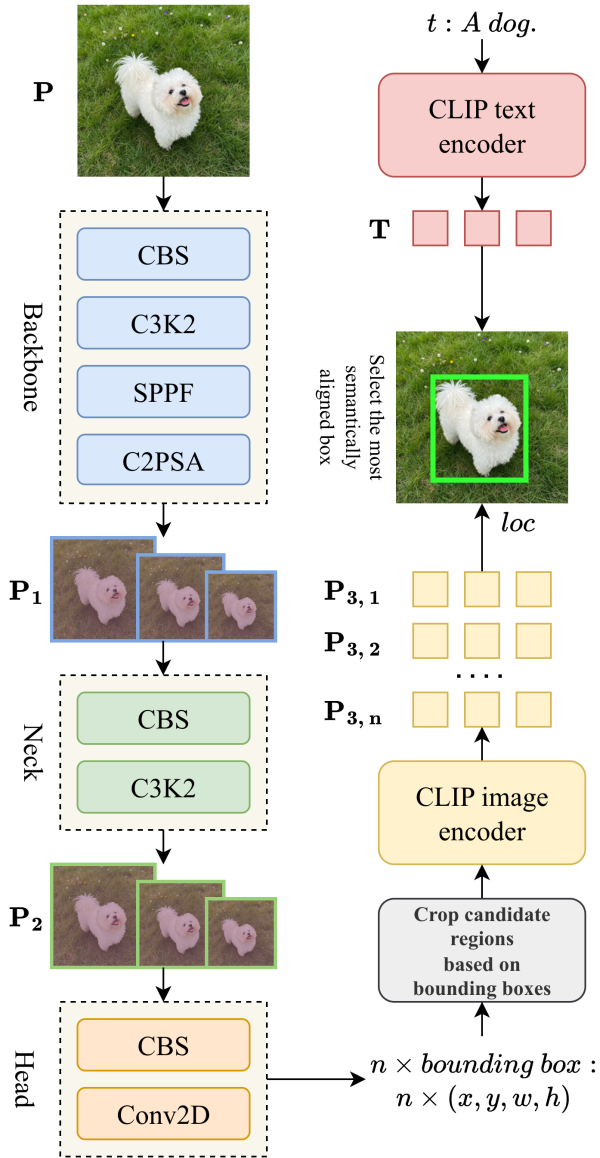 P
CBS
C3K2
SPPF
C2PSA
Backbone
P₁
CBS
C3K2
Neck
P₂
CBS
Conv2D
Head
t : A dog.
CLIP text
encoder
T
Select the most
semantically
aligned box
loc
P₃,₁
P₃,₂
....
P₃,ₙ
CLIP image
encoder
Crop candidate
regions
based on
bounding boxes
n × bounding box :
n × (x, y, w, h)